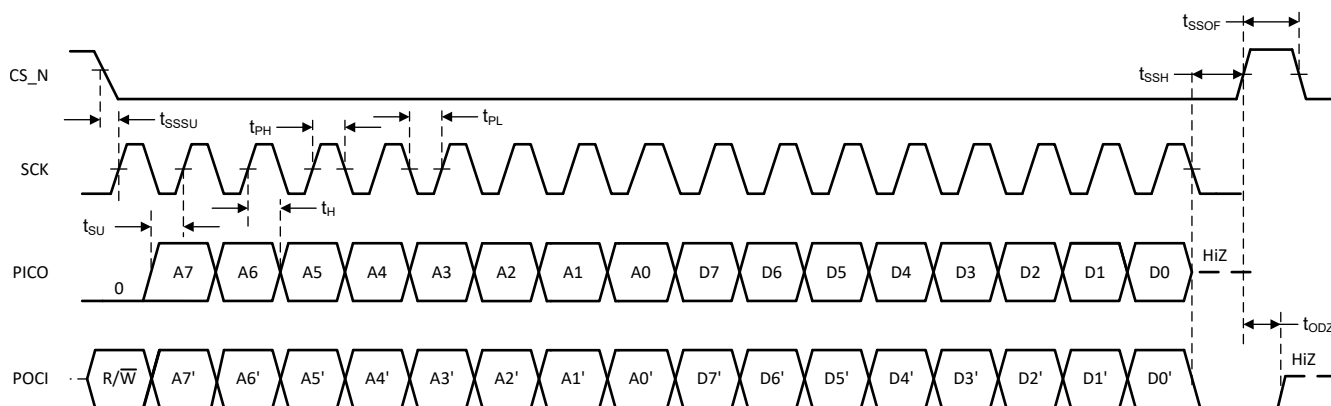 tSSOF
CS_N
tSSH
tSSSU
tPH
tPL
SCK
tSU
tH
PICO 0 A7 A6 A5 A4 A3 A2 A1 A0 D7 D6 D5 D4 D3 D2 D1 D0 HiZ
tODZ
POCI R/W̅ A7' A6' A5' A4' A3' A2' A1' A0' D7' D6' D5' D4' D3' D2' D1' D0' HiZ